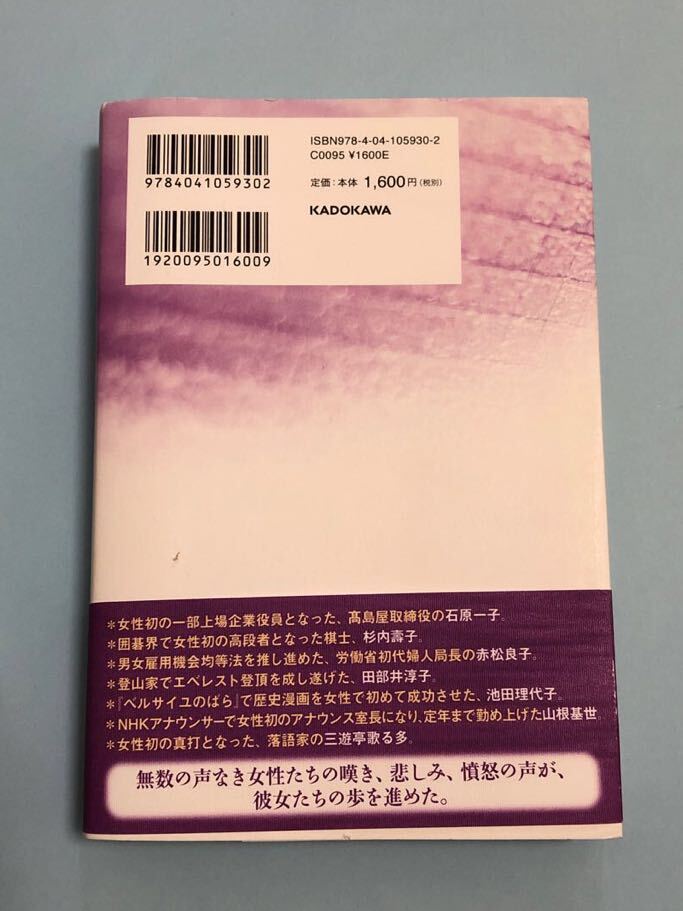 ISBN978-4-04-105930-2
C0095 ¥1600E
9784041059302
定価:本体 1,600円(税別)
KADOKAWA
1920095016009
＊女性初の一部上場企業役員となった、髙島屋取締役の石原一子。
＊囲碁界で女性初の高段者となった棋士、杉内壽子。
＊男女雇用機会均等法を推し進めた、労働省初代婦人局長の赤松良子。
＊登山家でエベレスト登頂を成し遂げた、田部井淳子。
＊『ベルサイユのばら』で歴史漫画を女性で初めて成功させた、池田理代子。
＊NHKアナウンサーで女性初のアナウンス室長になり、定年まで勤め上げた山根基世。
＊女性初の真打となった、落語家の三遊亭歌る多。
無数の声なき女性たちの嘆き、悲しみ、憤怒の声が、
彼女たちの歩を進めた。